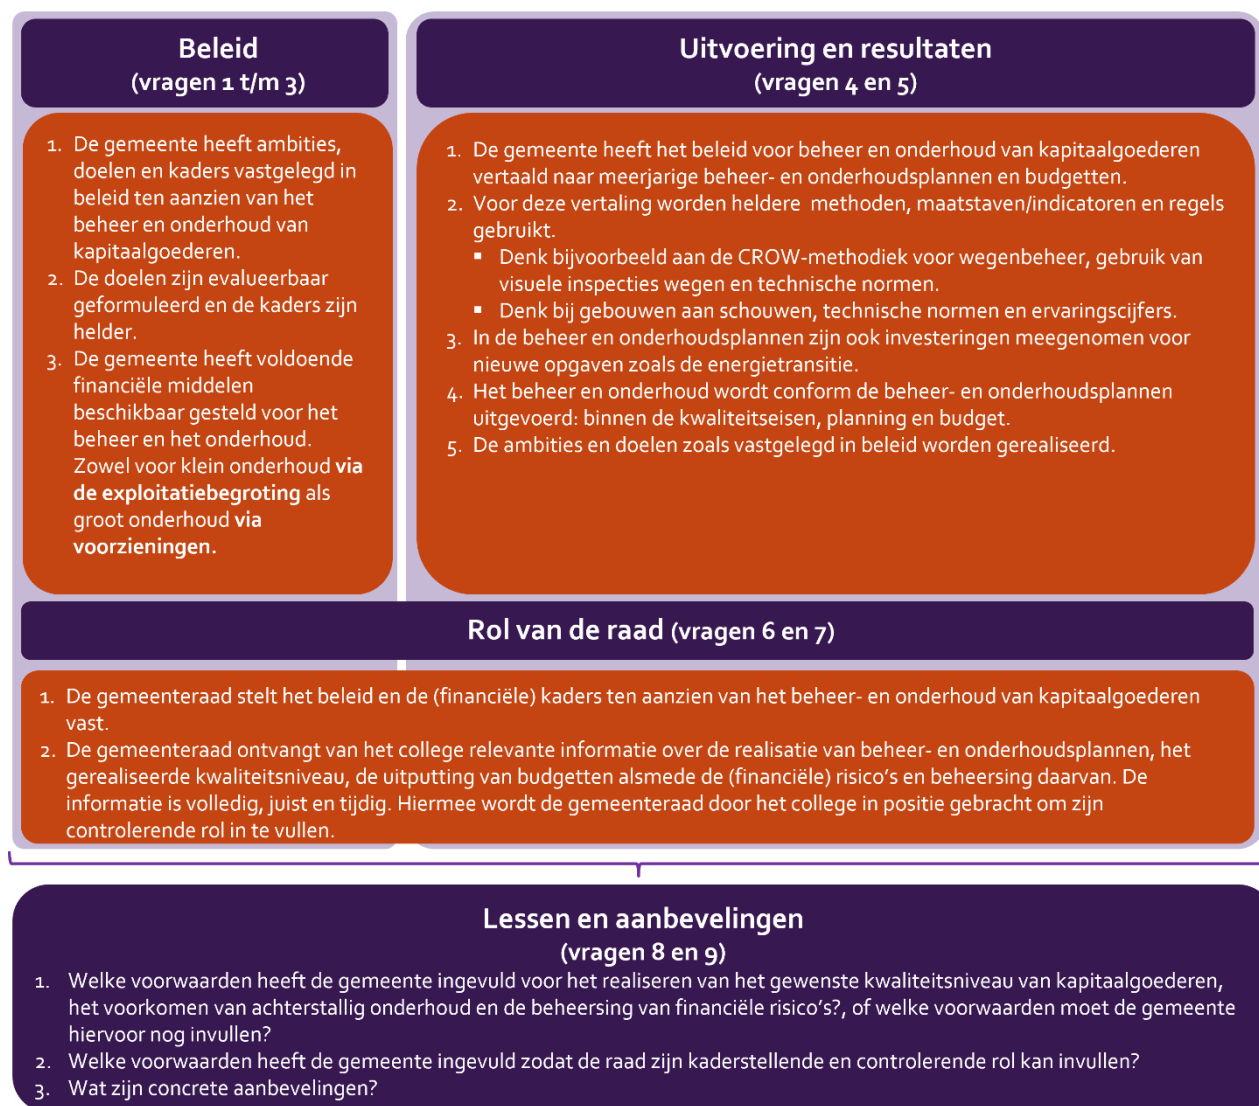 Beleid
(vragen 1 t/m 3)
1. De gemeente heeft ambities,
doelen en kaders vastgelegd in
beleid ten aanzien van het
beheer en onderhoud van
kapitaalgoederen.
2. De doelen zijn evalueerbaar
geformuleerd en de kaders zijn
helder.
3. De gemeente heeft voldoende
financiële middelen
beschikbaar gesteld voor het
beheer en het onderhoud.
Zowel voor klein onderhoud via
de exploitatiebegroting als
groot onderhoud via
voorzieningen.
Uitvoering en resultaten
(vragen 4 en 5)
1. De gemeente heeft het beleid voor beheer en onderhoud van kapitaalgoederen
vertaald naar meerjarige beheer- en onderhoudsplannen en budgetten.
2. Voor deze vertaling worden heldere methoden, maatstaven/indicatoren en regels
gebruikt.
▪ Denk bijvoorbeeld aan de CROW-methodiek voor wegenbeheer, gebruik van
visuele inspecties wegen en technische normen.
▪ Denk bij gebouwen aan schouwen, technische normen en ervaringscijfers.
3. In de beheer en onderhoudsplannen zijn ook investeringen meegenomen voor
nieuwe opgaven zoals de energietransitie.
4. Het beheer en onderhoud wordt conform de beheer- en onderhoudsplannen
uitgevoerd: binnen de kwaliteitseisen, planning en budget.
5. De ambities en doelen zoals vastgelegd in beleid worden gerealiseerd.
Rol van de raad (vragen 6 en 7)
1. De gemeenteraad stelt het beleid en de (financiële) kaders ten aanzien van het beheer- en onderhoud van kapitaalgoederen
vast.
2. De gemeenteraad ontvangt van het college relevante informatie over de realisatie van beheer- en onderhoudsplannen, het
gerealiseerde kwaliteitsniveau, de uitputting van budgetten alsmede de (financiële) risico's en beheersing daarvan. De
informatie is volledig, juist en tijdig. Hiermee wordt de gemeenteraad door het college in positie gebracht om zijn
controlerende rol in te vullen.
Lessen en aanbevelingen
(vragen 8 en 9)
1. Welke voorwaarden heeft de gemeente ingevuld voor het realiseren van het gewenste kwaliteitsniveau van kapitaalgoederen,
het voorkomen van achterstallig onderhoud en de beheersing van financiële risico's?, of welke voorwaarden moet de gemeente
hiervoor nog invullen?
2. Welke voorwaarden heeft de gemeente ingevuld zodat de raad zijn kaderstellende en controlerende rol kan invullen?
3. Wat zijn concrete aanbevelingen?